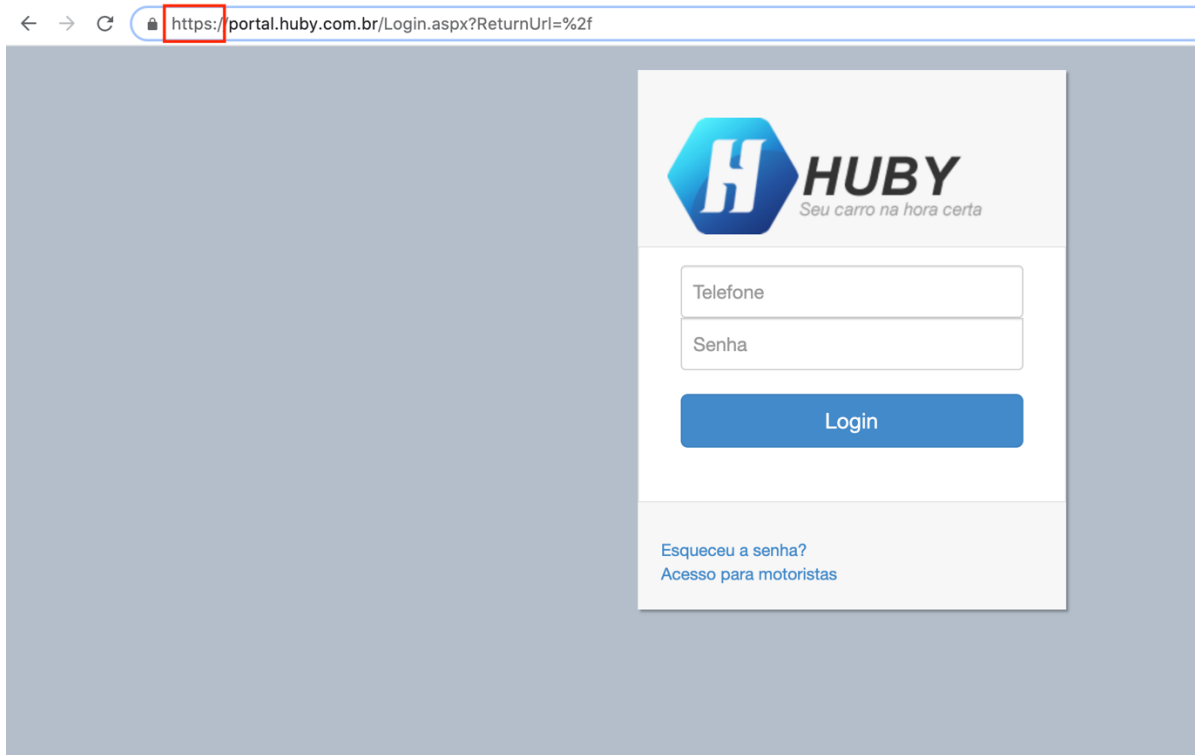 https://portal.huby.com.br/Login.aspx?ReturnUrl=%2f
H HUBY
Seu carro na hora certa
Telefone
Senha
Login
Esqueceu a senha?
Acesso para motoristas